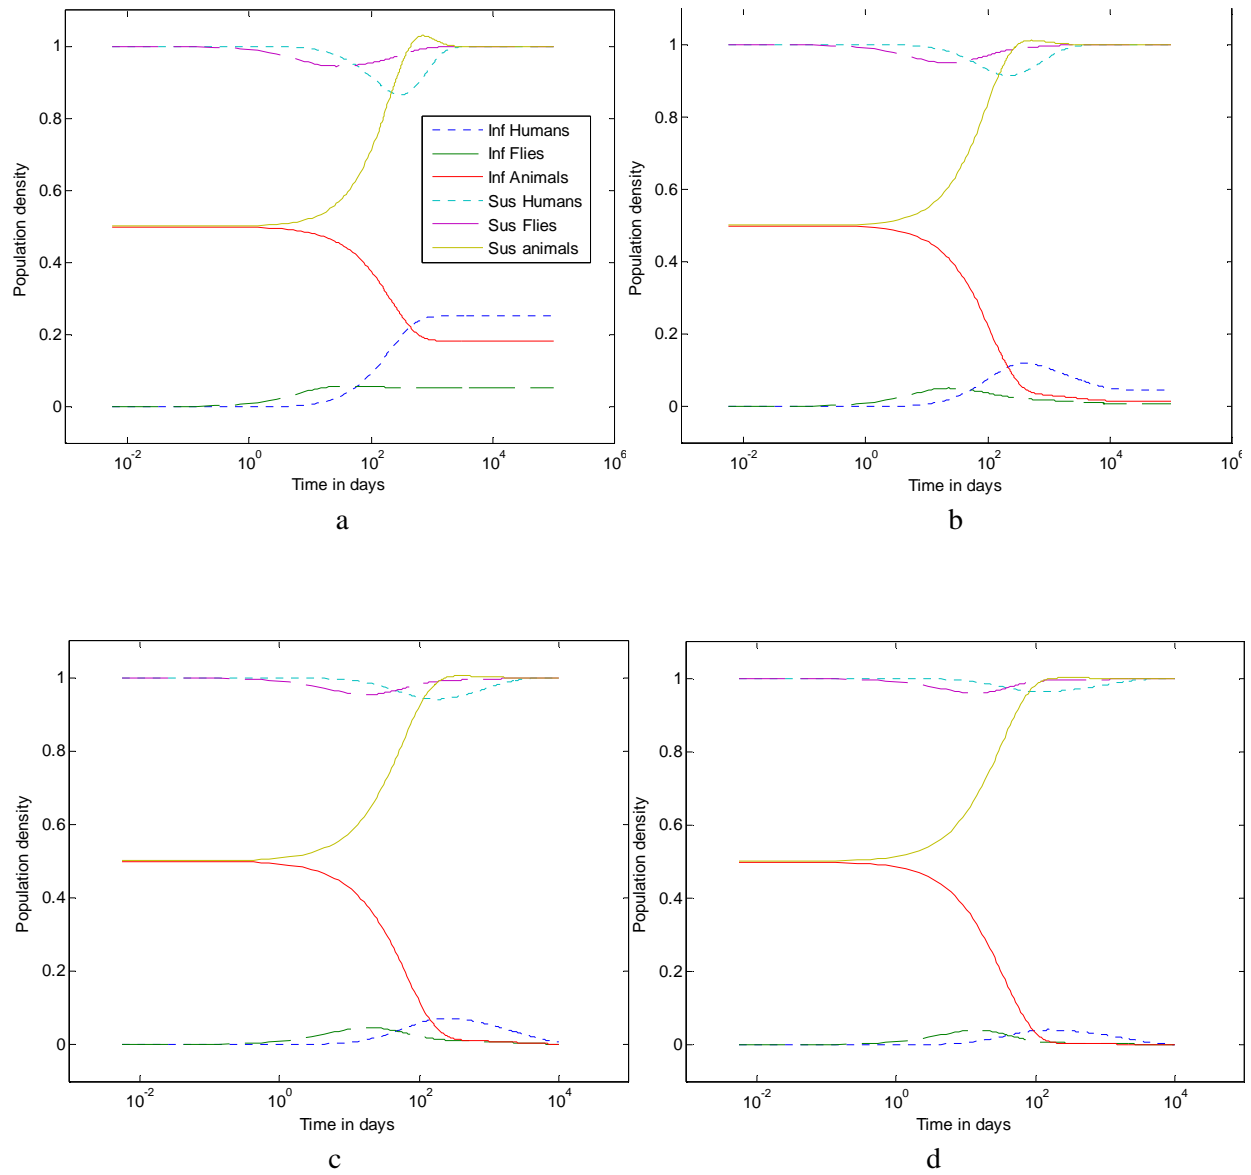 1
0.8
0.6
0.4
0.2
0
Population density
10-2
100
102
104
106
Time in days
Inf Humans
Inf Flies
Inf Animals
Sus Humans
Sus Flies
Sus animals
a
1
0.8
0.6
0.4
0.2
0
Population density
10-2
100
102
104
106
Time in days
b
1
0.8
0.6
0.4
0.2
0
Population density
10-2
100
102
104
Time in days
c
1
0.8
0.6
0.4
0.2
0
Population density
10-2
100
102
104
Time in days
d